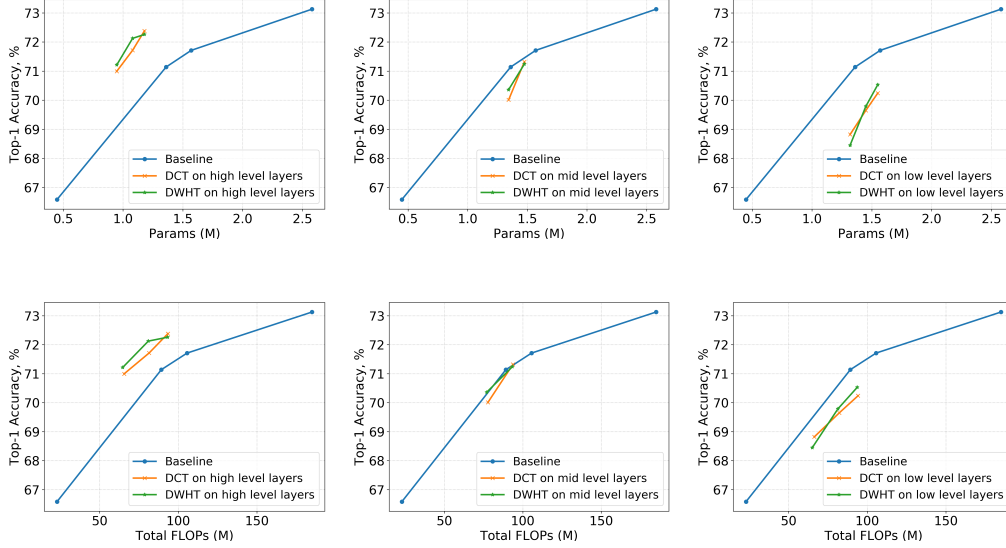 73
72
71
70
69
68
67
Top-1 Accuracy, %
Baseline
DCT on high level layers
DWHT on high level layers
0.5 1.0 1.5 2.0 2.5
Params (M)
73
72
71
70
69
68
67
Top-1 Accuracy, %
Baseline
DCT on mid level layers
DWHT on mid level layers
0.5 1.0 1.5 2.0 2.5
Params (M)
73
72
71
70
69
68
67
Top-1 Accuracy, %
Baseline
DCT on low level layers
DWHT on low level layers
0.5 1.0 1.5 2.0 2.5
Params (M)
73
72
71
70
69
68
67
Top-1 Accuracy, %
Baseline
DCT on high level layers
DWHT on high level layers
50 100 150
Total FLOPs (M)
73
72
71
70
69
68
67
Top-1 Accuracy, %
Baseline
DCT on mid level layers
DWHT on mid level layers
50 100 150
Total FLOPs (M)
73
72
71
70
69
68
67
Top-1 Accuracy, %
Baseline
DCT on low level layers
DWHT on low level layers
50 100 150
Total FLOPs (M)